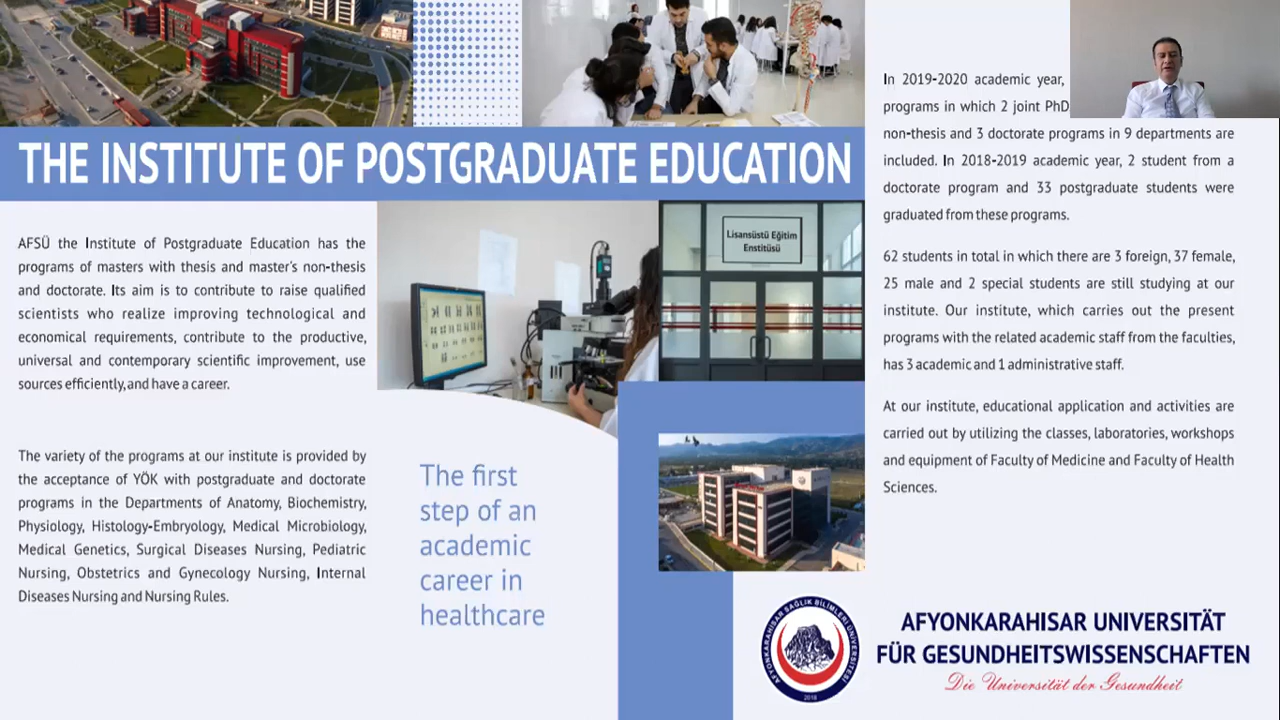 THE INSTITUTE OF POSTGRADUATE EDUCATION
AFSÜ the Institute of Postgraduate Education has the
programs of masters with thesis and master's non-thesis
and doctorate. Its aim is to contribute to raise qualified
scientists who realize improving technological and
economical requirements, contribute to the productive,
universal and contemporary scientific improvement, use
sources efficiently,and have a career.
The variety of the programs at our institute is provided by
the acceptance of YÖK with postgraduate and doctorate
programs in the Departments of Anatomy, Biochemistry,
Physiology, Histology-Embryology, Medical Microbiology,
Medical Genetics, Surgical Diseases Nursing, Pediatric
Nursing, Obstetrics and Gynecology Nursing, Internal
Diseases Nursing and Nursing Rules.
Lisansüstü Eğitim
Enstitüsü
The first
step of an
academic
career in
healthcare
In 2019-2020 academic year,
programs in which 2 joint PhD
non-thesis and 3 doctorate programs in 9 departments are
included. In 2018-2019 academic year, 2 student from a
doctorate program and 33 postgraduate students were
graduated from these programs.
62 students in total in which there are 3 foreign, 37 female,
25 male and 2 special students are still studying at our
institute. Our institute, which carries out the present
programs with the related academic staff from the faculties,
has 3 academic and 1 administrative staff.
At our institute, educational application and activities are
carried out by utilizing the classes, laboratories, workshops
and equipment of Faculty of Medicine and Faculty of Health
Sciences.
AFYONKARAHİSAR SAĞLIK BİLİMLERİ ÜNİVERSİTESİ
2018
AFYONKARAHISAR UNIVERSITÄT
FÜR GESUNDHEITSWISSENSCHAFTEN
Die Universität der Gesundheit